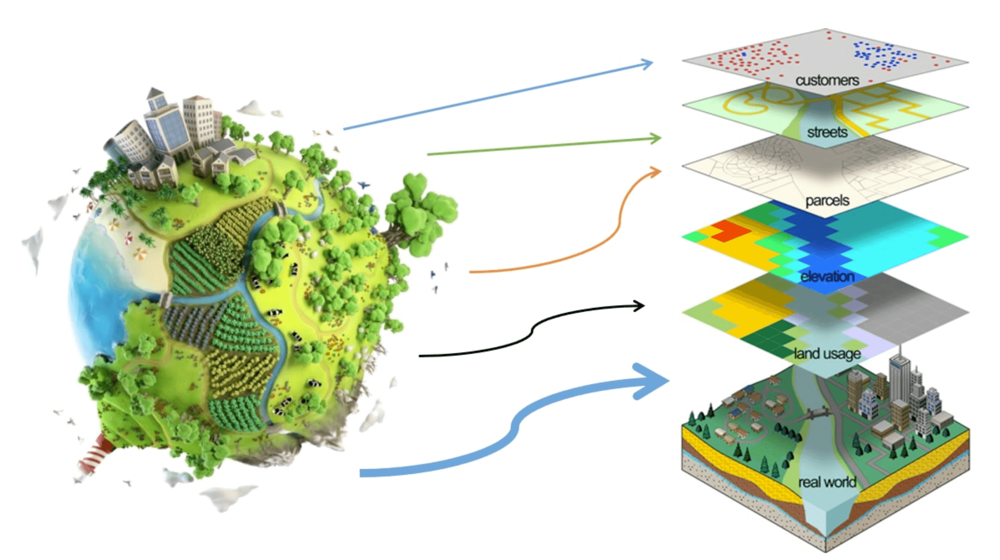 customers
streets
parcels
elevation
land usage
real world